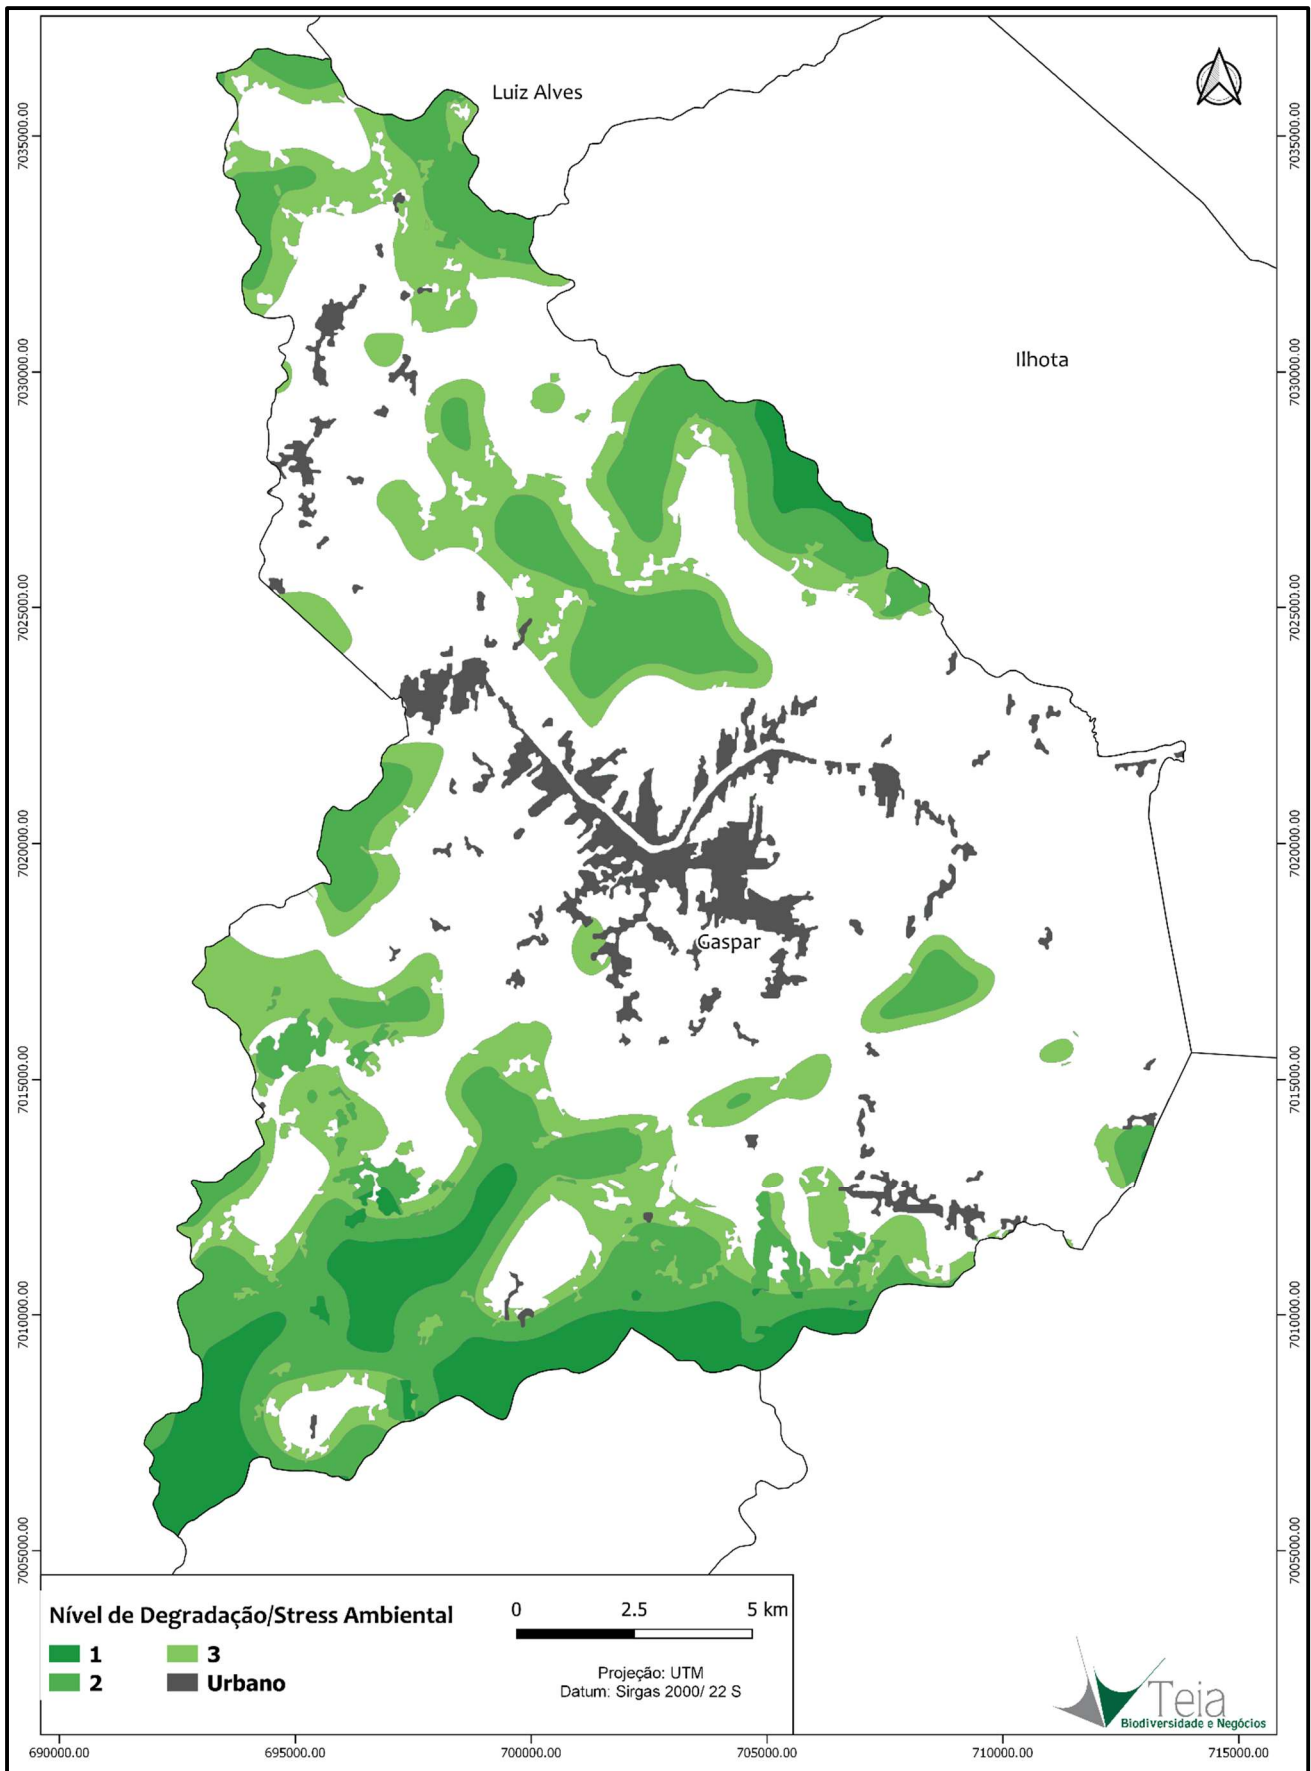 Luiz Alves
Ilhota
Gaspar
7035000.00
7035000.00
7030000.00
7030000.00
7025000.00
7025000.00
7020000.00
7020000.00
7015000.00
7015000.00
7010000.00
7010000.00
7005000.00
7005000.00
Nível de Degradação/Stress Ambiental
1
2
3
Urbano
0 2.5 5 km
Projeção: UTM
Datum: Sirgas 2000/ 22 S
Teia
Biodiversidade e Negócios
690000.00 695000.00 700000.00 705000.00 710000.00 715000.00